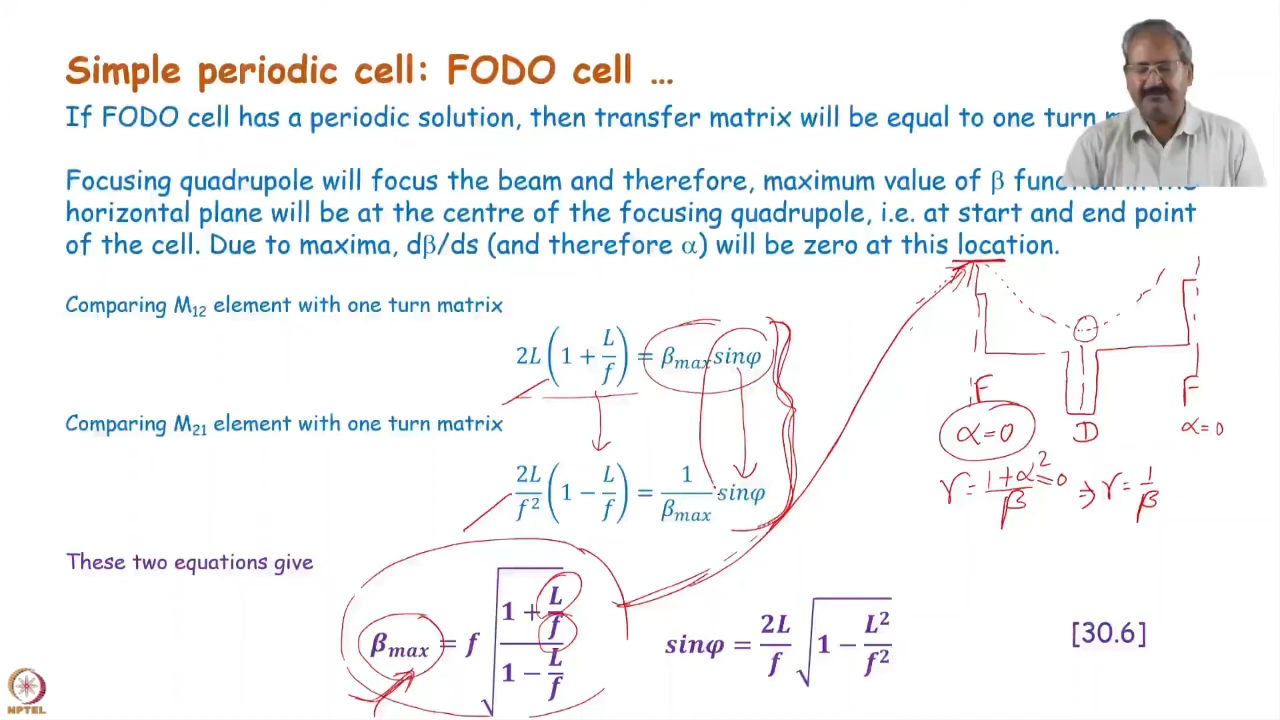 Simple periodic cell: FODO cell …
If FODO cell has a periodic solution, then transfer matrix will be equal to one turn
Focusing quadrupole will focus the beam and therefore, maximum value of β function in the
horizontal plane will be at the centre of the focusing quadrupole, i.e. at start and end point
of the cell. Due to maxima, dβ/ds (and therefore α) will be zero at this location.
Comparing M₁₂ element with one turn matrix
2L(1 + L/f) = βₘₐₓsinφ
F
F
α=0
D
α=0
Comparing M₂₁ element with one turn matrix
2L/f² (1 − L/f) = 1/βₘₐₓ sinφ
γ = 1+α²/β =0 ⇒ γ = 1/β
These two equations give
βₘₐₓ = f √((1 + L/f)/(1 − L/f))
sinφ = 2L/f √(1 − L²/f²)
[30.6]
NPTEL